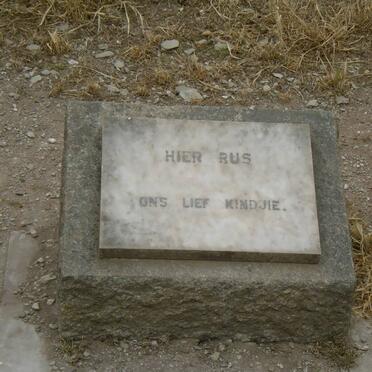 HIER RUS
ONS LIEF KINDJIE.